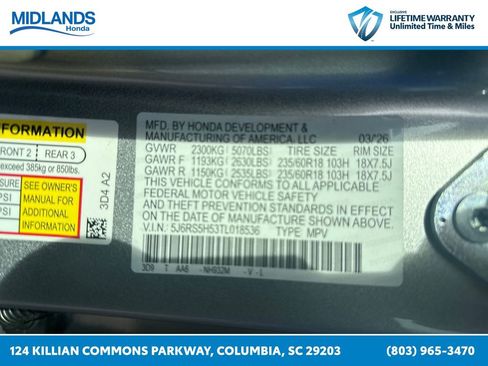 MIDLANDS
Honda
EXCLUSIVE
LIFETIME WARRANTY
Unlimited Time & Miles
FORMATION
FRONT 2 REAR 3
exceed 385kg or 850lbs.
SURE
PSI
PSI
SEE OWNER'S
MANUAL FOR
ADDITIONAL
INFORMATION
3D4 A2
MFD. BY HONDA DEVELOPMENT &
MANUFACTURING OF AMERICA, LLC 03/26
GVWR 2300KG 5070LBS TIRE SIZE RIM SIZE
GAWR F 1193KG 2630LBS 235/60R18 103H 18X7.5J
GAWR R 1150KG 2535LBS 235/60R18 103H 18X7.5J
THIS VEHICLE CONFORMS TO ALL APPLICABLE
FEDERAL MOTOR VEHICLE SAFETY, BUMPER,
AND THEFT PREVENTION STANDARDS IN EFFECT ON
THE DATE OF MANUFACTURE SHOWN ABOVE.
V.I.N.: 5J6RS5H53TL018536 TYPE: MPV
3D9 T AA6 NH932M -V -L
124 KILLIAN COMMONS PARKWAY, COLUMBIA, SC 29203 (803) 965-3470